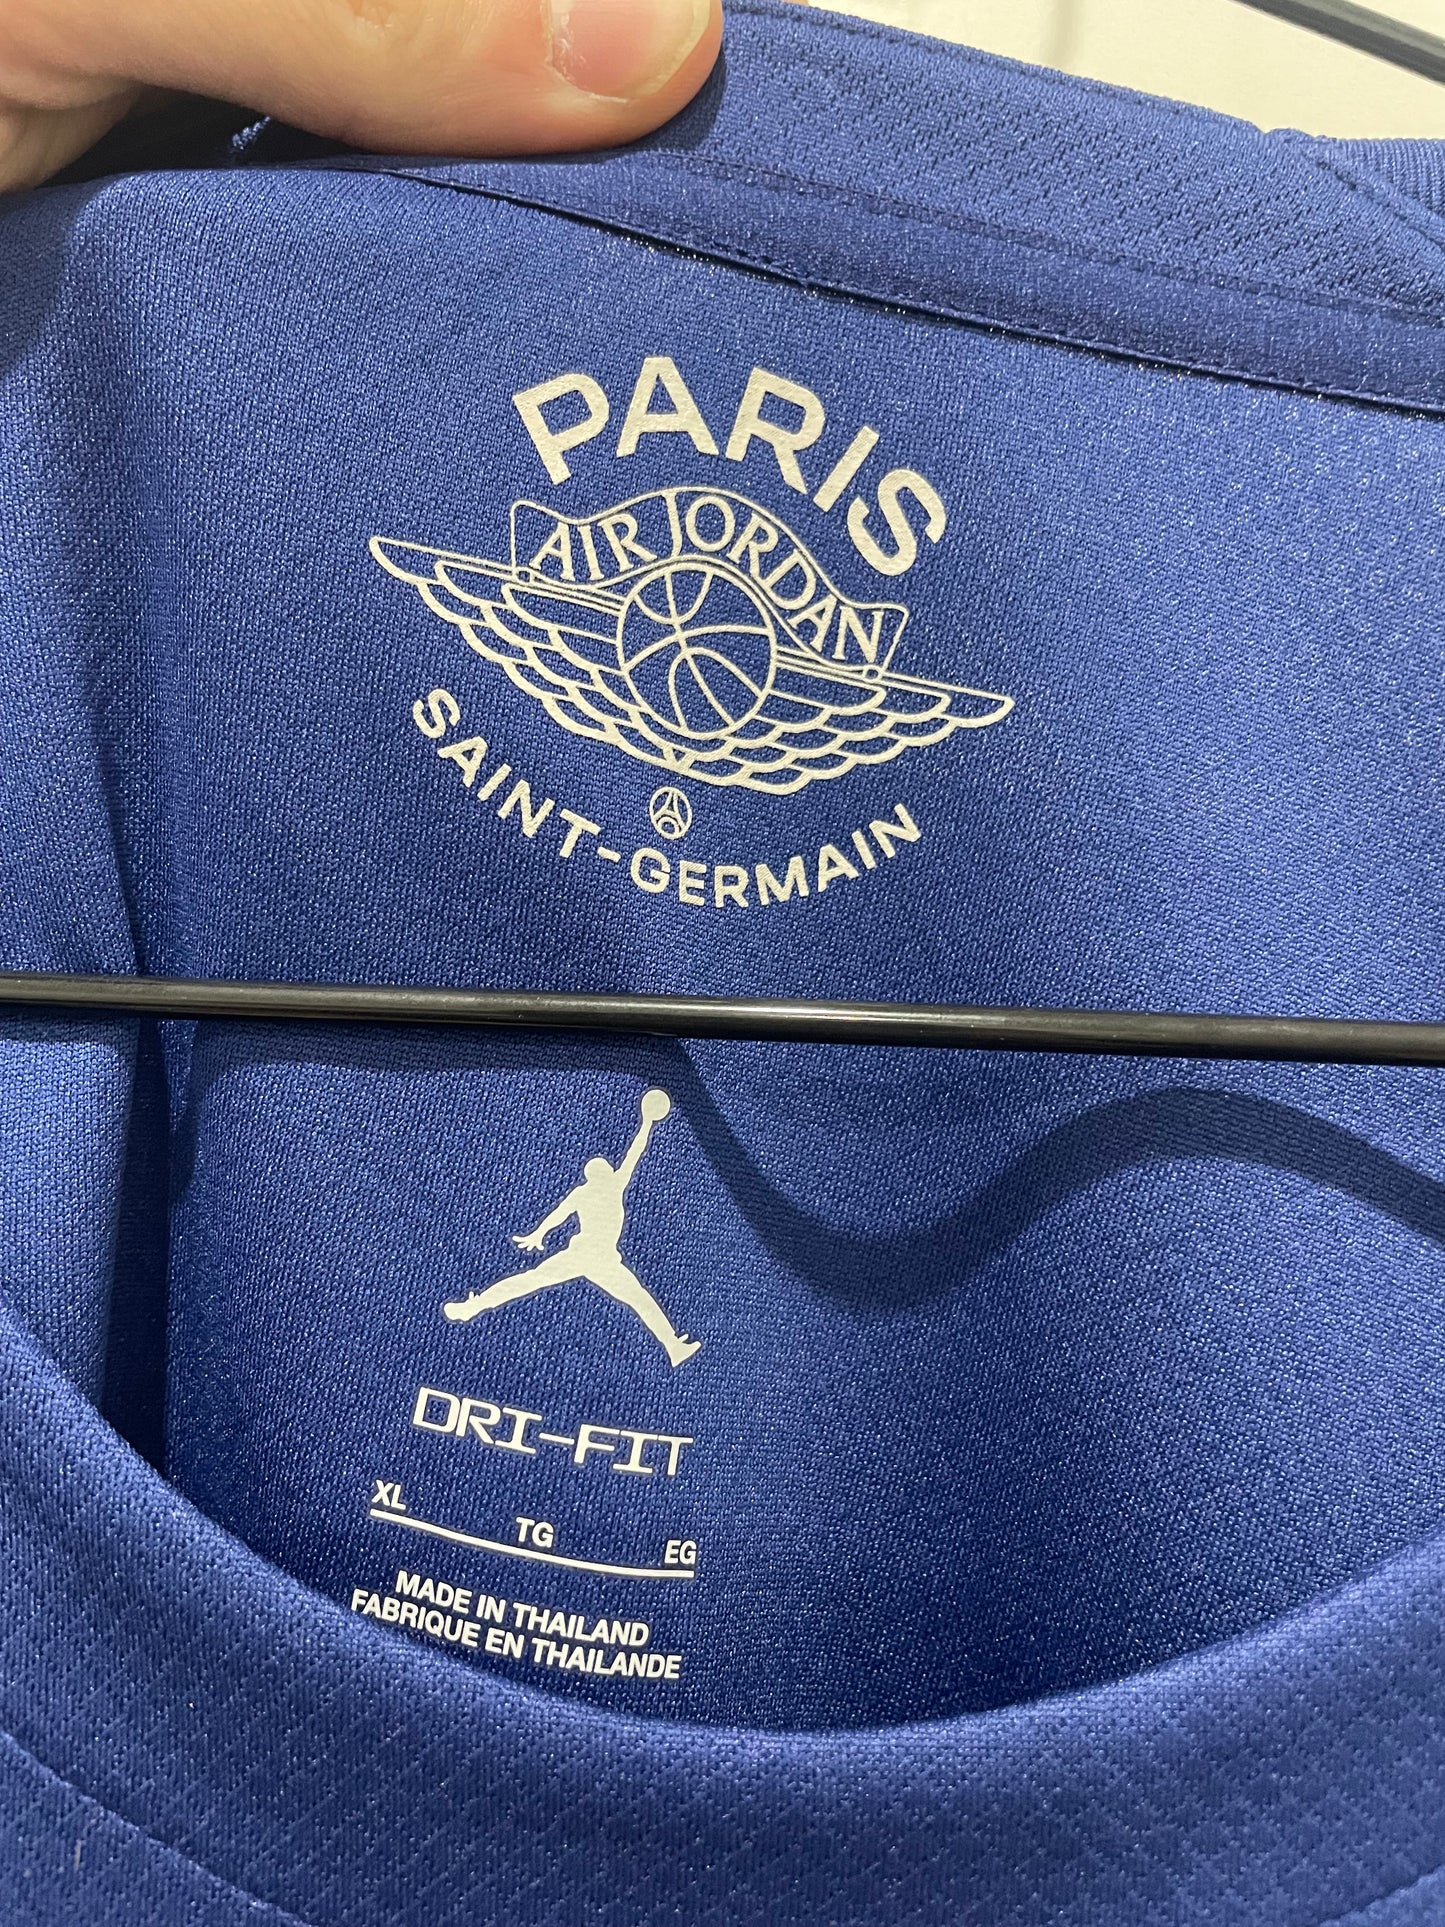 PARIS
AIR JORDAN
SAINT-GERMAIN
DRI-FIT
XL TG EG
MADE IN THAILAND
FABRIQUE EN THAILANDE